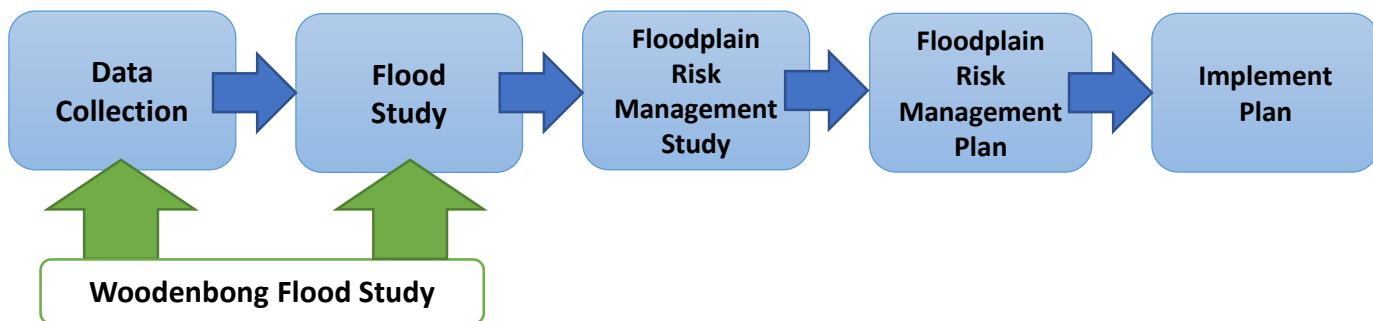 Data
Collection
Flood
Study
Floodplain
Risk
Management
Study
Floodplain
Risk
Management
Plan
Implement
Plan
Woodenbong Flood Study